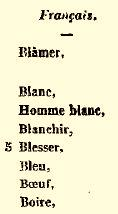 Français.
Blâmer,
Blanc,
Homme blanc,
Blanchir,
5 Blesser,
Bleu,
Bœuf,
Boire,